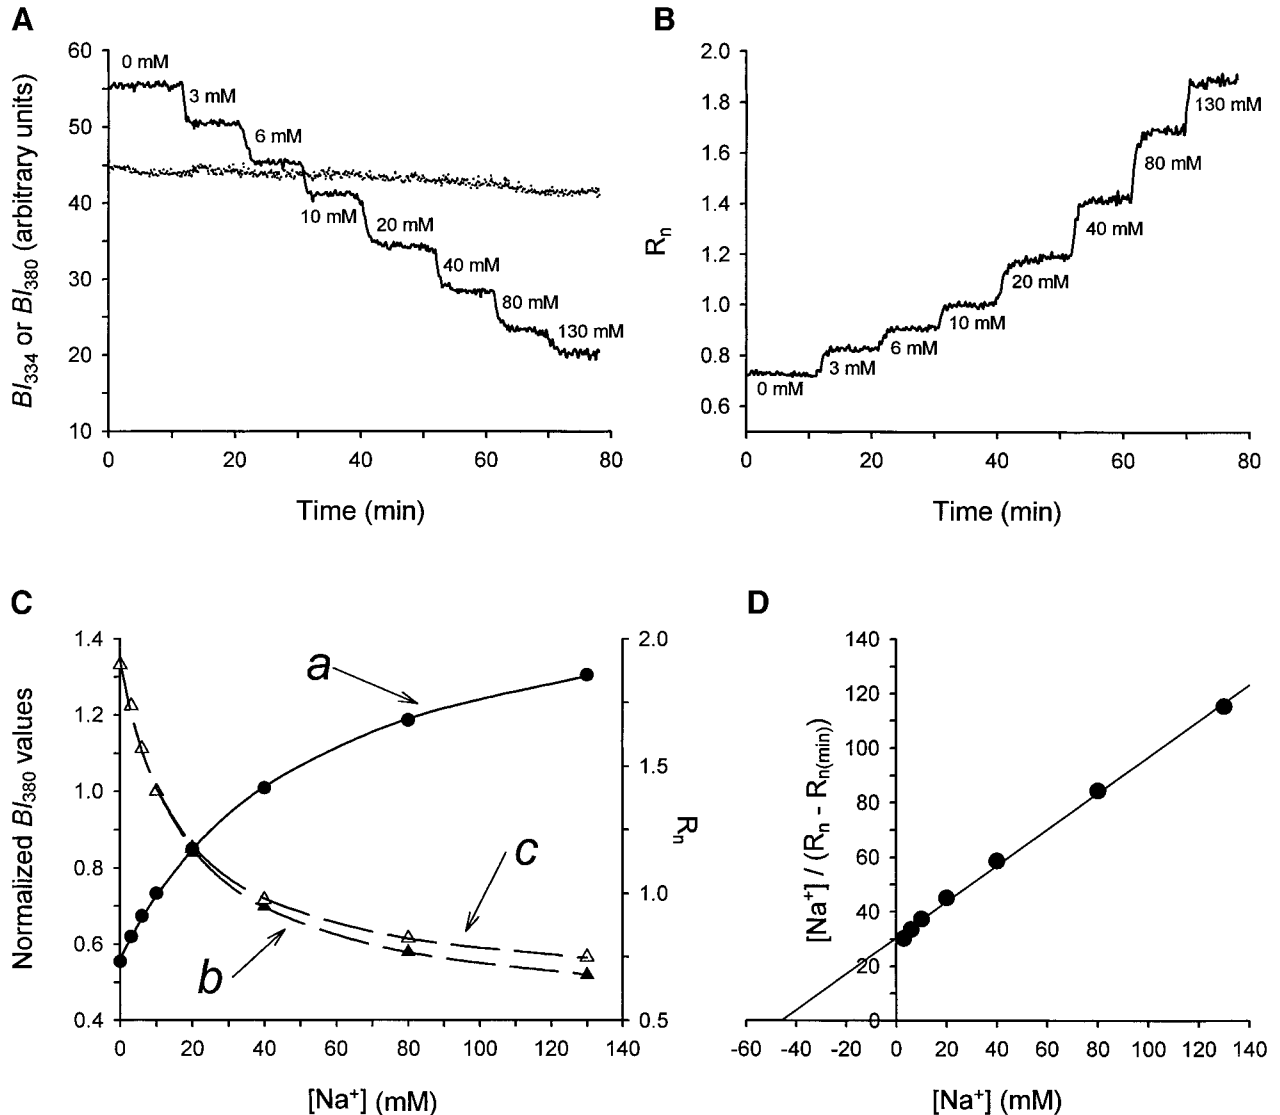 A
BI334 or BI380 (arbitrary units)
60
50
40
30
20
10
0 mM
3 mM
6 mM
10 mM
20 mM
40 mM
80 mM
130 mM
0 20 40 60 80
Time (min)
B
Rn
2.0
1.8
1.6
1.4
1.2
1.0
0.8
0.6
0 mM
3 mM
6 mM
10 mM
20 mM
40 mM
80 mM
130 mM
0 20 40 60 80
Time (min)
C
Normalized BI380 values
1.4
1.2
1.0
0.8
0.6
0.4
a
b
c
2.0
1.5
1.0
0.5
Rn
0 20 40 60 80 100 120 140
[Na+] (mM)
D
[Na+] / (Rn - Rn(min))
140
120
100
80
60
40
20
0
-60 -40 -20 0 20 40 60 80 100 120 140
[Na+] (mM)